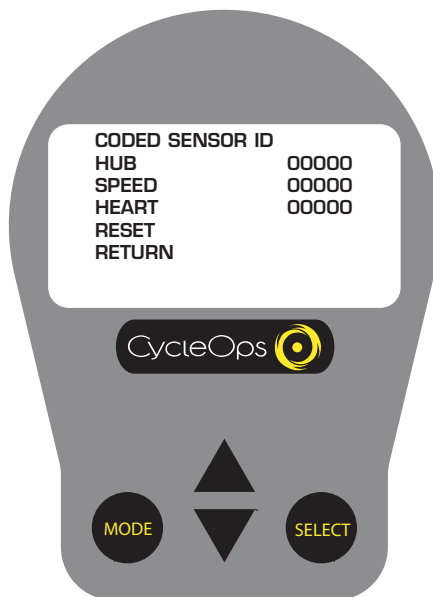 CODED SENSOR ID
HUB 00000
SPEED 00000
HEART 00000
RESET
RETURN
CycleOps
MODE
SELECT